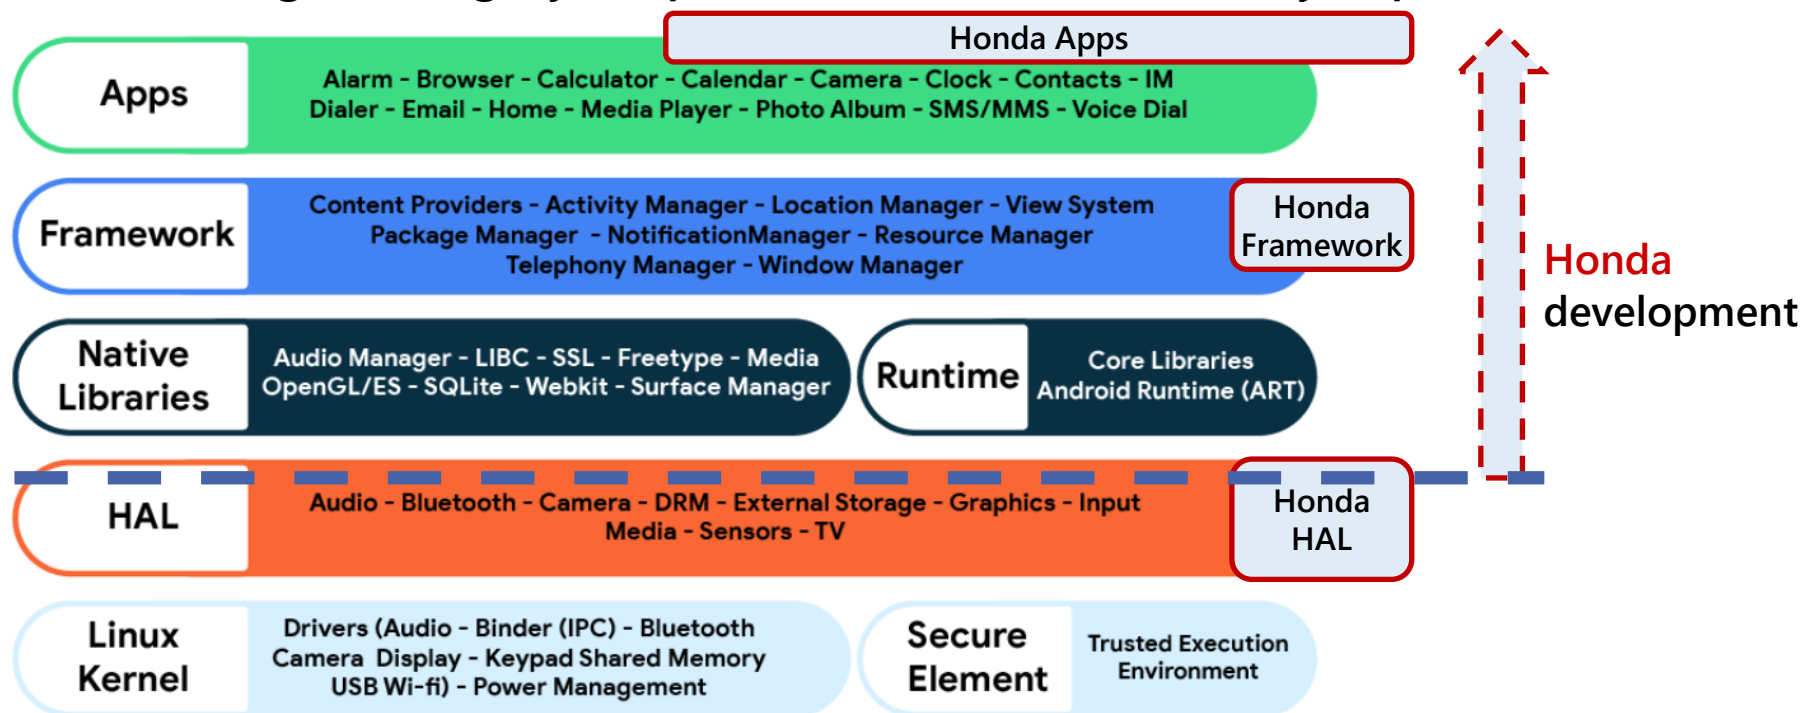 Honda Apps
Apps
Alarm - Browser - Calculator - Calendar - Camera - Clock - Contacts - IM
Dialer - Email - Home - Media Player - Photo Album - SMS/MMS - Voice Dial
Framework
Content Providers - Activity Manager - Location Manager - View System
Package Manager - NotificationManager - Resource Manager
Telephony Manager - Window Manager
Honda
Framework
Honda
development
Native
Libraries
Audio Manager - LIBC - SSL - Freetype - Media
OpenGL/ES - SQLite - Webkit - Surface Manager
Runtime
Core Libraries
Android Runtime (ART)
HAL
Audio - Bluetooth - Camera - DRM - External Storage - Graphics - Input
Media - Sensors - TV
Honda
HAL
Linux
Kernel
Drivers (Audio - Binder (IPC) - Bluetooth
Camera Display - Keypad Shared Memory
USB Wi-fi) - Power Management
Secure
Element
Trusted Execution
Environment